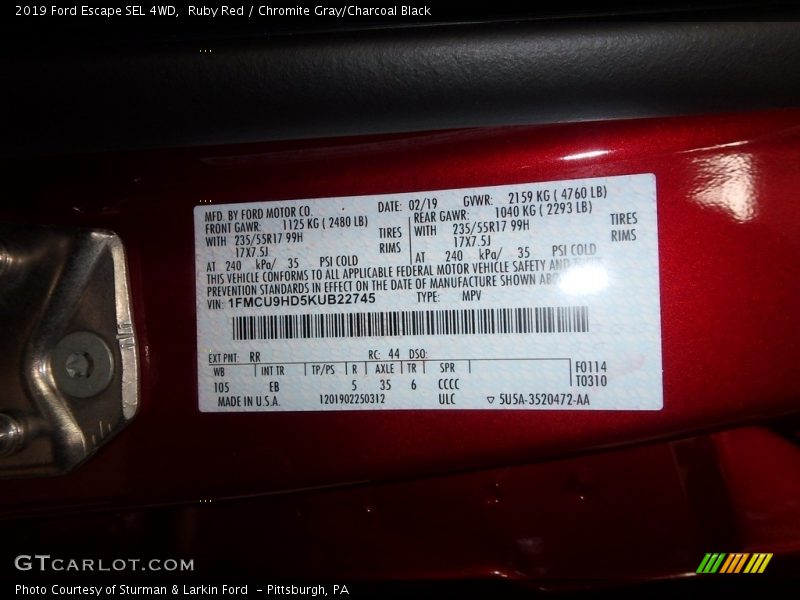 2019 Ford Escape SEL 4WD,  Ruby Red / Chromite Gray/Charcoal Black
MFD. BY FORD MOTOR CO. DATE: 02/19 GVWR: 2159 KG ( 4760 LB)
FRONT GAWR: 1125 KG ( 2480 LB) REAR GAWR: 1040 KG ( 2293 LB)
WITH 235/55R17 99H TIRES WITH 235/55R17 99H TIRES
17X7.5J RIMS 17X7.5J RIMS
AT 240 kPa/ 35 PSI COLD AT 240 kPa/ 35 PSI COLD
THIS VEHICLE CONFORMS TO ALL APPLICABLE FEDERAL MOTOR VEHICLE SAFETY AND
PREVENTION STANDARDS IN EFFECT ON THE DATE OF MANUFACTURE SHOWN
VIN: 1FMCU9HD5KUB22745 TYPE: MPV
EXT PNT: RR RC: 44 DSO:
WB INT TR TP/PS R AXLE TR SPR F0114
105 EB 5 35 6 CCCC T0310
MADE IN U.S.A. 1201902250312 ULC ▽ 5U5A-3520472-AA
GTCARLOT.COM
Photo Courtesy of Sturman & Larkin Ford  - Pittsburgh, PA